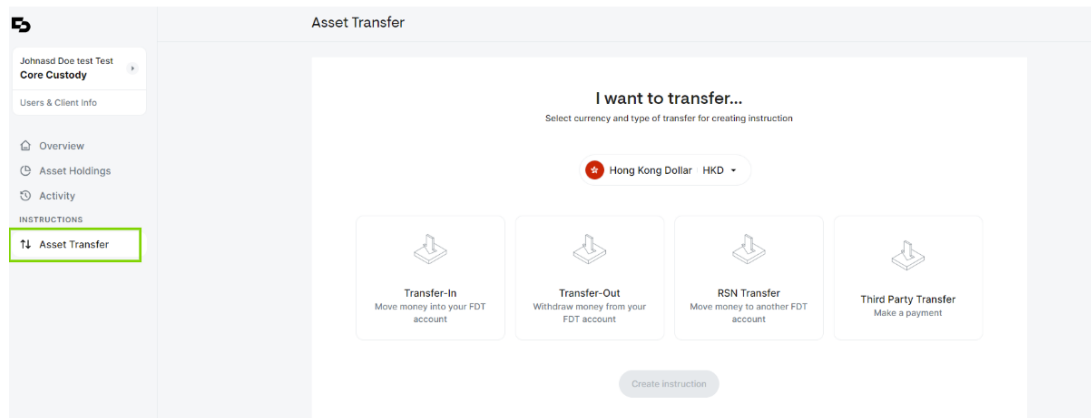 Asset Transfer
Johnasd Doe test Test
Core Custody
Users & Client Info
Overview
Asset Holdings
Activity
INSTRUCTIONS
Asset Transfer
I want to transfer...
Select currency and type of transfer for creating instruction
Hong Kong Dollar HKD
Transfer-In
Move money into your FDT
account
Transfer-Out
Withdraw money from your
FDT account
RSN Transfer
Move money to another FDT
account
Third Party Transfer
Make a payment
Create instruction